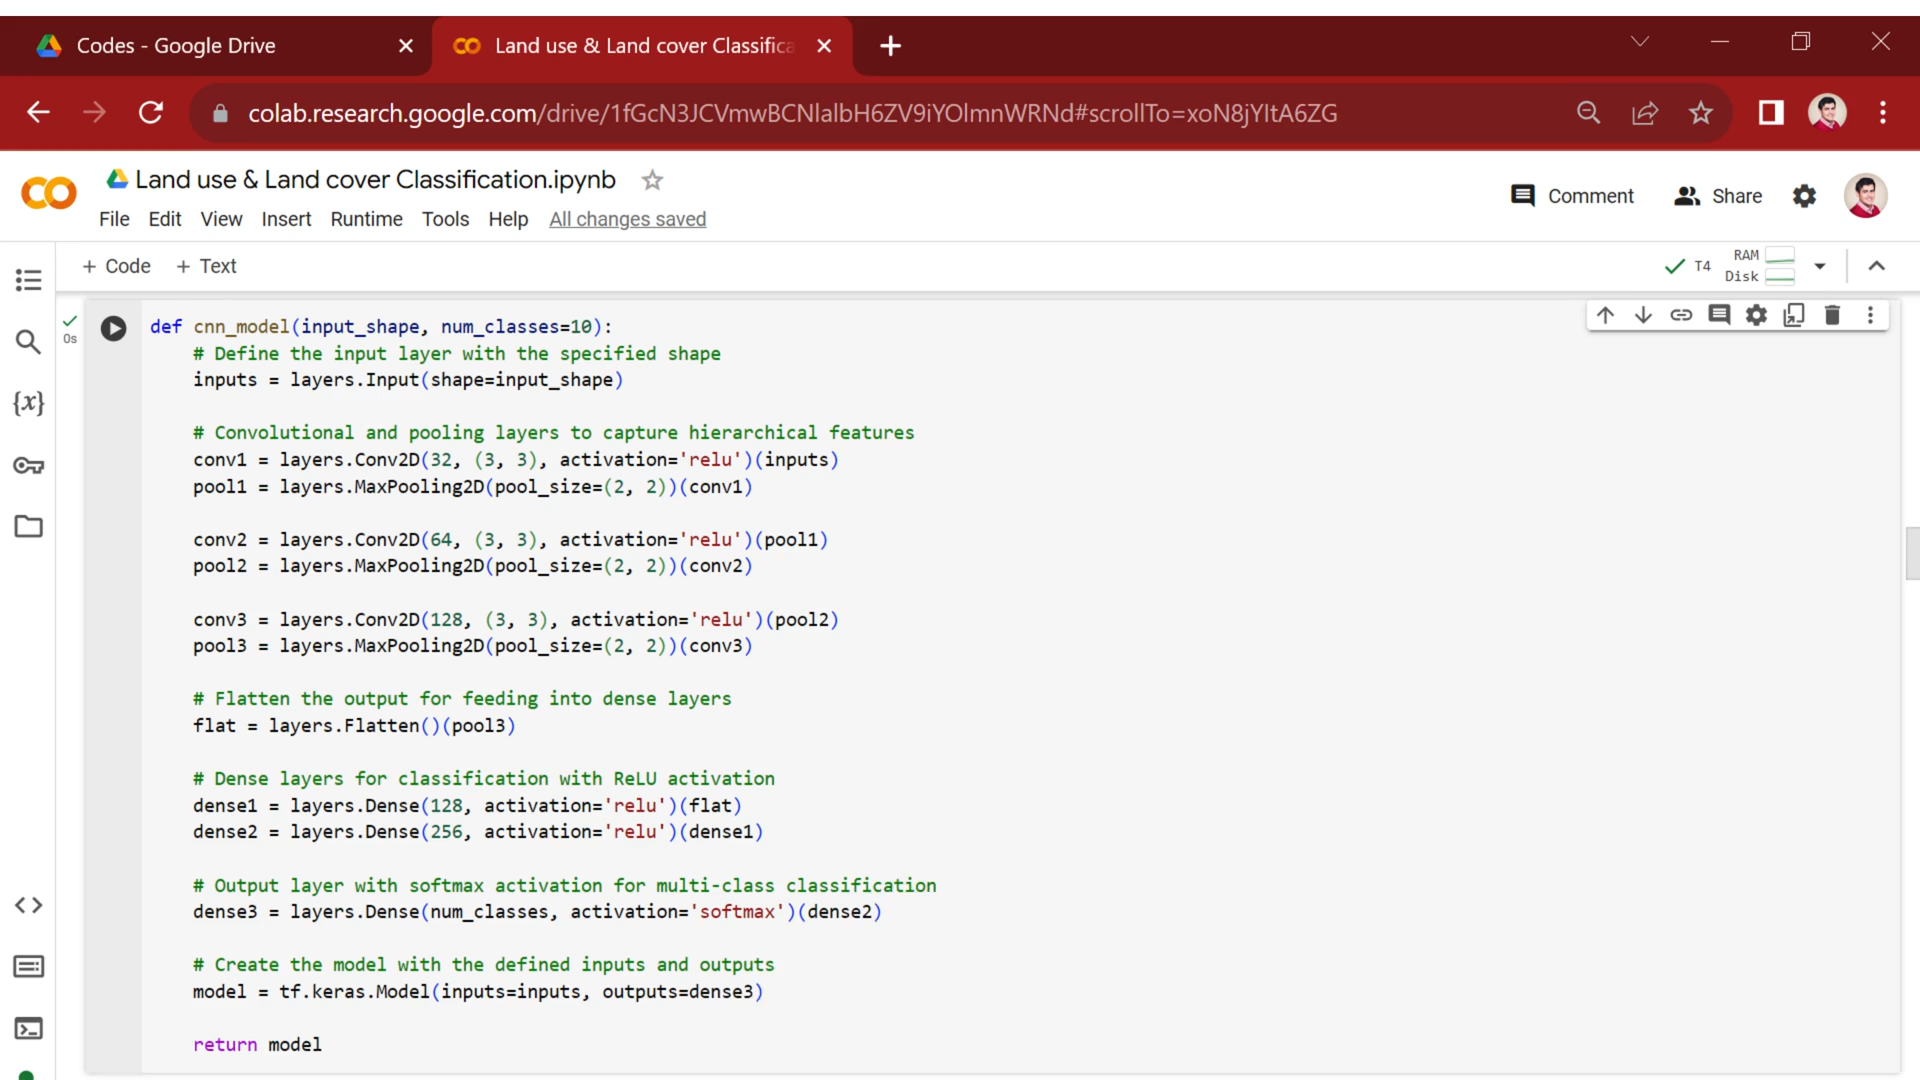 Codes - Google Drive
Land use & Land cover Classifica
colab.research.google.com/drive/1fGcN3JCVmwBCNlalbH6ZV9iYOlmnWRNd#scrollTo=xoN8jYItA6ZG
Land use & Land cover Classification.ipynb
Comment
Share
File Edit View Insert Runtime Tools Help All changes saved
+ Code + Text
T4
RAM
Disk
0s
def cnn_model(input_shape, num_classes=10):
    # Define the input layer with the specified shape
    inputs = layers.Input(shape=input_shape)
    # Convolutional and pooling layers to capture hierarchical features
    conv1 = layers.Conv2D(32, (3, 3), activation='relu')(inputs)
    pool1 = layers.MaxPooling2D(pool_size=(2, 2))(conv1)
    conv2 = layers.Conv2D(64, (3, 3), activation='relu')(pool1)
    pool2 = layers.MaxPooling2D(pool_size=(2, 2))(conv2)
    conv3 = layers.Conv2D(128, (3, 3), activation='relu')(pool2)
    pool3 = layers.MaxPooling2D(pool_size=(2, 2))(conv3)
    # Flatten the output for feeding into dense layers
    flat = layers.Flatten()(pool3)
    # Dense layers for classification with ReLU activation
    dense1 = layers.Dense(128, activation='relu')(flat)
    dense2 = layers.Dense(256, activation='relu')(dense1)
    # Output layer with softmax activation for multi-class classification
    dense3 = layers.Dense(num_classes, activation='softmax')(dense2)
    # Create the model with the defined inputs and outputs
    model = tf.keras.Model(inputs=inputs, outputs=dense3)
    return model